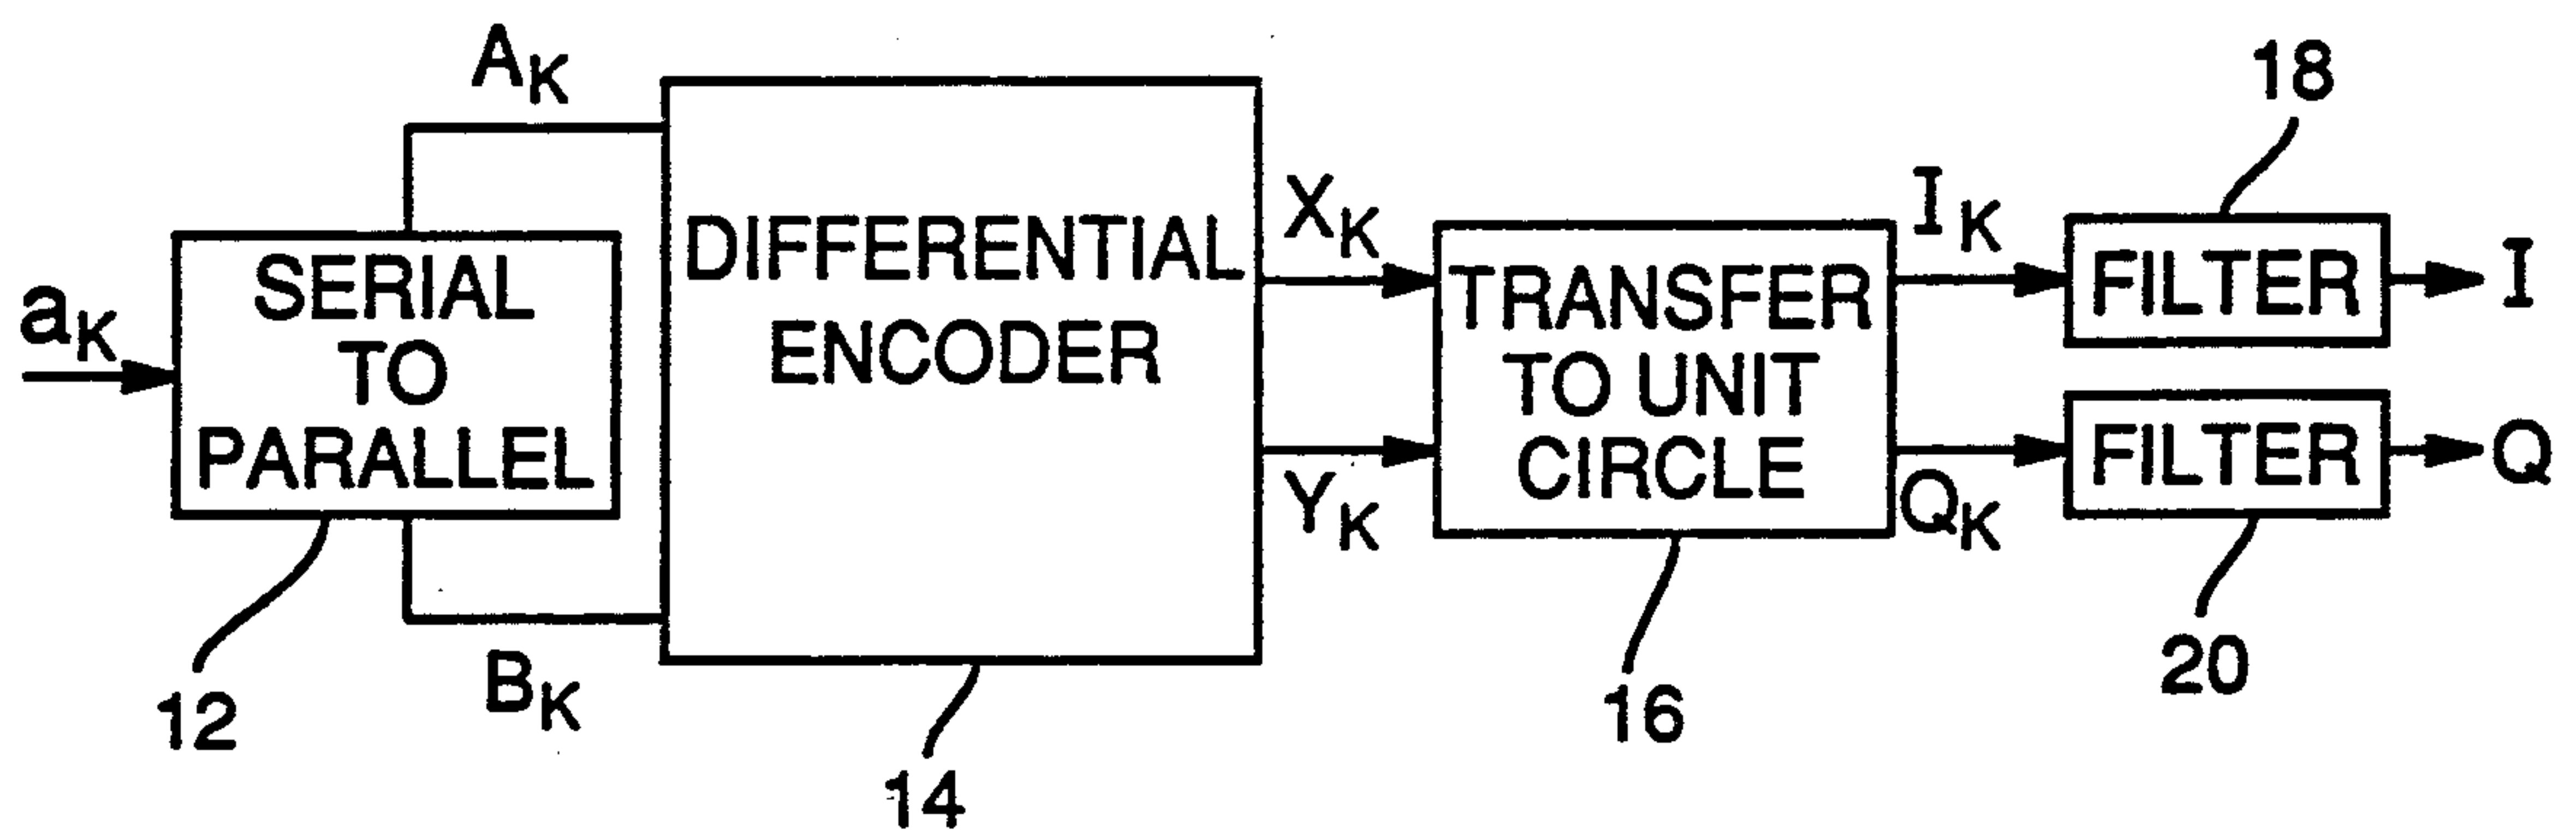 A_K
18
X_K
I_K
SERIAL
TO
PARALLEL
DIFFERENTIAL
ENCODER
TRANSFER
TO UNIT
CIRCLE
FILTER
I
a_K
FILTER
Q
Y_K
Q_K
B_K
12
14
16
20